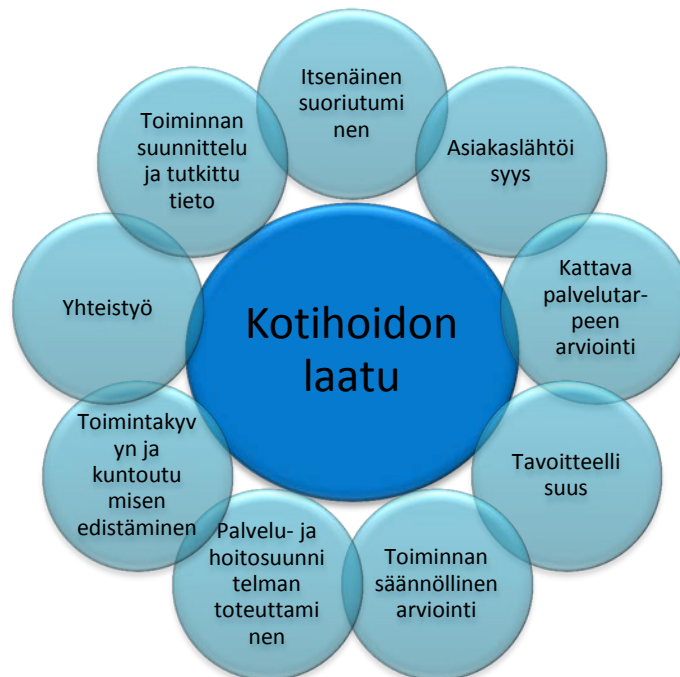 Itsenäinen
suoriutumi
nen
Asiakaslähtöi
syys
Kattava
palvelutar-
peen
arviointi
Tavoitteelli
suus
Toiminnan
säännöllinen
arviointi
Palvelu- ja
hoitosuunni
telman
toteuttami
nen
Toimintakyv
yn ja
kuntoutu
misen
edistäminen
Yhteistyö
Toiminnan
suunnittelu
ja tutkittu
tieto
Kotihoidon
laatu